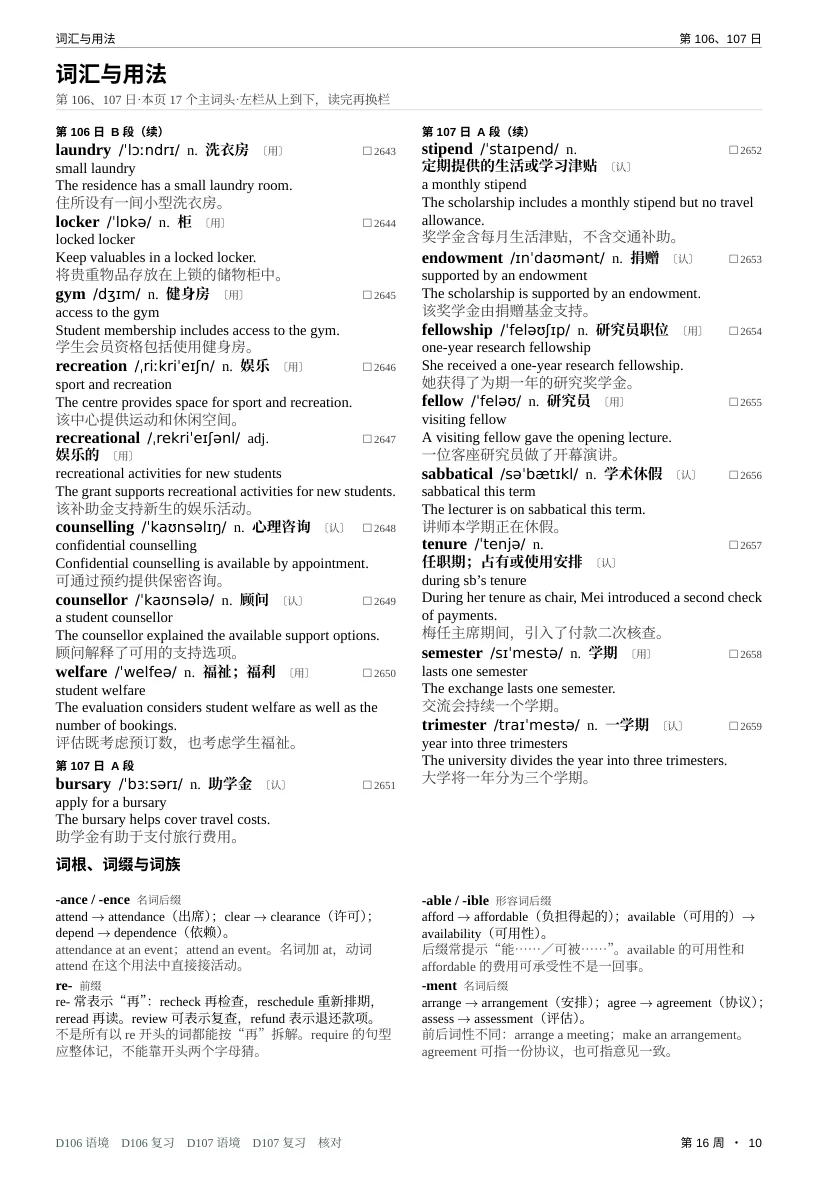 词汇与用法
第 106、107 日
词汇与用法
第 106、107 日·本页 17 个主词头·左栏从上到下，读完再换栏
第 106 日 B 段（续）
laundry /ˈlɔːndrɪ/ n. 洗衣房 〔用〕 □2643
small laundry
The residence has a small laundry room.
住所设有一间小型洗衣房。
locker /ˈlɒkə/ n. 柜 〔用〕 □2644
locked locker
Keep valuables in a locked locker.
将贵重物品存放在上锁的储物柜中。
gym /dʒɪm/ n. 健身房 〔用〕 □2645
access to the gym
Student membership includes access to the gym.
学生会员资格包括使用健身房。
recreation /ˌriːkriˈeɪʃn/ n. 娱乐 〔用〕 □2646
sport and recreation
The centre provides space for sport and recreation.
该中心提供运动和休闲空间。
recreational /ˌrekriˈeɪʃənl/ adj. □2647
娱乐的 〔用〕
recreational activities for new students
The grant supports recreational activities for new students.
该补助金支持新生的娱乐活动。
counselling /ˈkaʊnsəlɪŋ/ n. 心理咨询 〔认〕 □2648
confidential counselling
Confidential counselling is available by appointment.
可通过预约提供保密咨询。
counsellor /ˈkaʊnsələ/ n. 顾问 〔认〕 □2649
a student counsellor
The counsellor explained the available support options.
顾问解释了可用的支持选项。
welfare /ˈwelfeə/ n. 福祉；福利 〔用〕 □2650
student welfare
The evaluation considers student welfare as well as the
number of bookings.
评估既考虑预订数，也考虑学生福祉。
第 107 日 A 段
bursary /ˈbɜːsərɪ/ n. 助学金 〔认〕 □2651
apply for a bursary
The bursary helps cover travel costs.
助学金有助于支付旅行费用。
第 107 日 A 段（续）
stipend /ˈstaɪpend/ n. □2652
定期提供的生活或学习津贴 〔认〕
a monthly stipend
The scholarship includes a monthly stipend but no travel
allowance.
奖学金含每月生活津贴，不含交通补助。
endowment /ɪnˈdaʊmənt/ n. 捐赠 〔认〕 □2653
supported by an endowment
The scholarship is supported by an endowment.
该奖学金由捐赠基金支持。
fellowship /ˈfeləʊʃɪp/ n. 研究员职位 〔用〕 □2654
one-year research fellowship
She received a one-year research fellowship.
她获得了为期一年的研究奖学金。
fellow /ˈfeləʊ/ n. 研究员 〔用〕 □2655
visiting fellow
A visiting fellow gave the opening lecture.
一位客座研究员做了开幕演讲。
sabbatical /səˈbætɪkl/ n. 学术休假 〔认〕 □2656
sabbatical this term
The lecturer is on sabbatical this term.
讲师本学期正在休假。
tenure /ˈtenjə/ n. □2657
任职期；占有或使用安排 〔认〕
during sb’s tenure
During her tenure as chair, Mei introduced a second check
of payments.
梅任主席期间，引入了付款二次核查。
semester /sɪˈmestə/ n. 学期 〔用〕 □2658
lasts one semester
The exchange lasts one semester.
交流会持续一个学期。
trimester /traɪˈmestə/ n. 一学期 〔认〕 □2659
year into three trimesters
The university divides the year into three trimesters.
大学将一年分为三个学期。
词根、词缀与词族
-ance / -ence 名词后缀
attend → attendance（出席）；clear → clearance（许可）；
depend → dependence（依赖）。
attendance at an event；attend an event。名词加 at，动词
attend 在这个用法中直接接活动。
re- 前缀
re- 常表示“再”：recheck 再检查，reschedule 重新排期，
reread 再读。review 可表示复查，refund 表示退还款项。
不是所有以 re 开头的词都能按“再”拆解。require 的句型
应整体记，不能靠开头两个字母猜。
-able / -ible 形容词后缀
afford → affordable（负担得起的）；available（可用的）→
availability（可用性）。
后缀常提示“能……／可被……”。available 的可用性和
affordable 的费用可承受性不是一回事。
-ment 名词后缀
arrange → arrangement（安排）；agree → agreement（协议）；
assess → assessment（评估）。
前后词性不同：arrange a meeting；make an arrangement。
agreement 可指一份协议，也可指意见一致。
D106 语境 D106 复习 D107 语境 D107 复习 核对
第 16 周 · 10